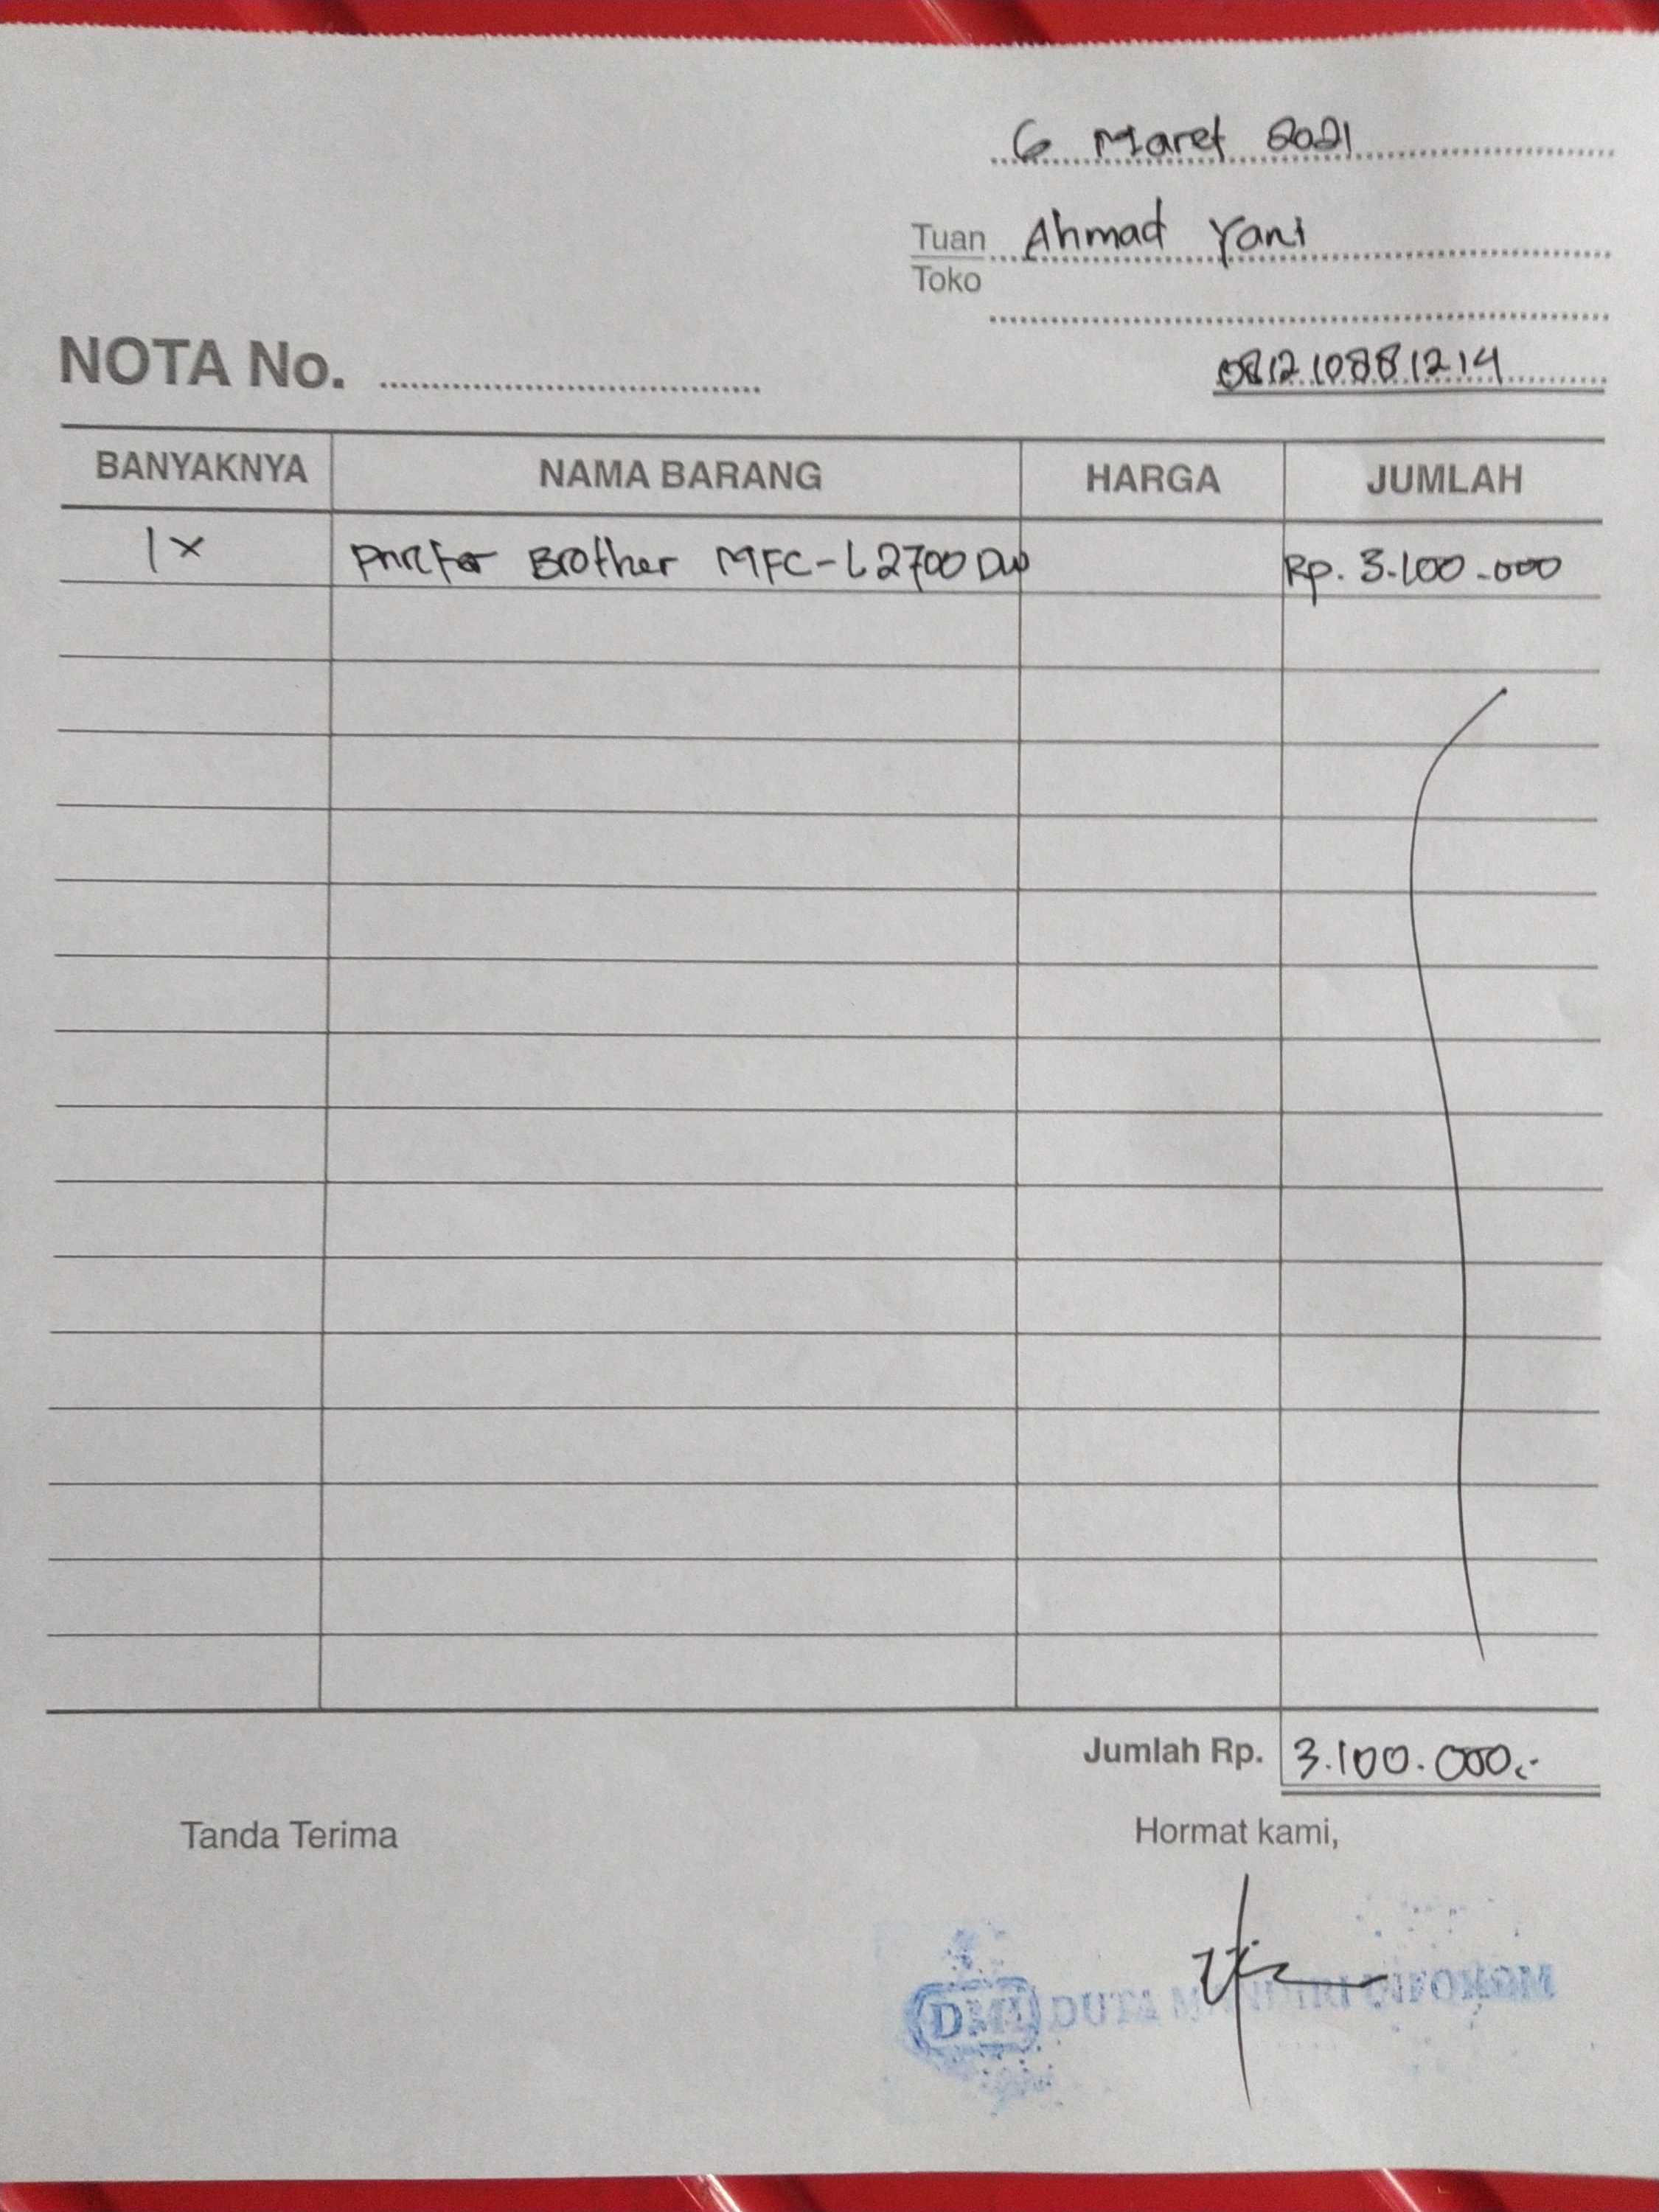 6 Maret 2021
Tuan Ahmad Yani
Toko
NOTA No.
081210881214
BANYAKNYA NAMA BARANG HARGA JUMLAH
1x Printer Brother MFC-L2700DW Rp. 3.100.000
Jumlah Rp. 3.100.000,-
Tanda Terima Hormat kami,
DMI DUTA